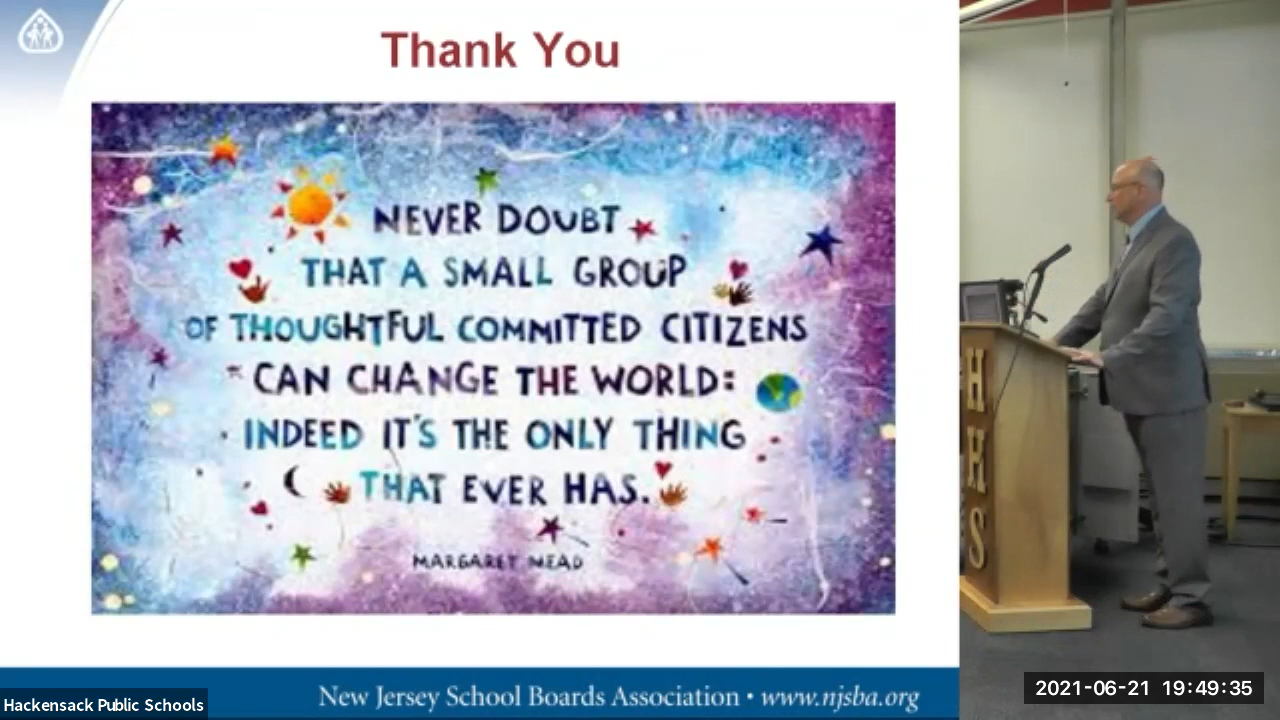 Thank You
NEVER DOUBT
THAT A SMALL GROUP
OF THOUGHTFUL COMMITTED CITIZENS
CAN CHANGE THE WORLD:
INDEED IT'S THE ONLY THING
THAT EVER HAS.
MARGARET MEAD
New Jersey School Boards Association • www.njsba.org
Hackensack Public Schools
H
H
S
2021-06-21 19:49:35